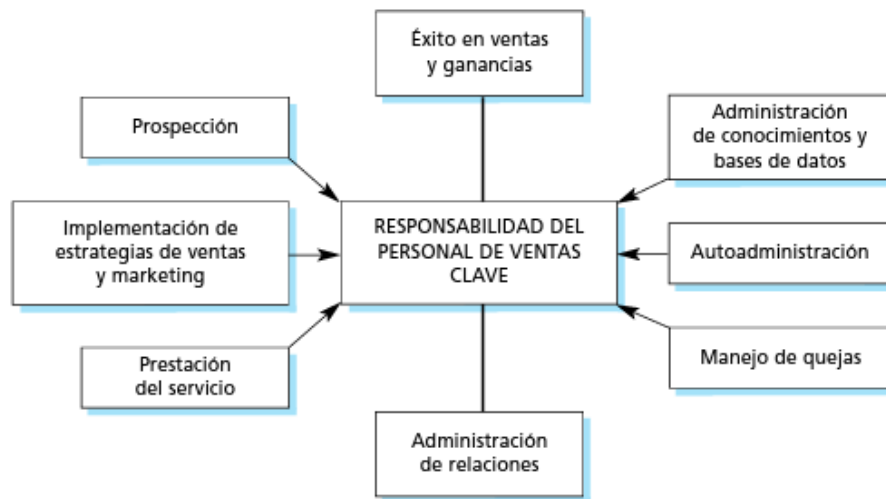 Éxito en ventas
y ganancias
Prospección
Administración
de conocimientos y
bases de datos
Implementación de
estrategias de ventas
y marketing
RESPONSABILIDAD DEL
PERSONAL DE VENTAS
CLAVE
Autoadministración
Prestación
del servicio
Manejo de quejas
Administración
de relaciones